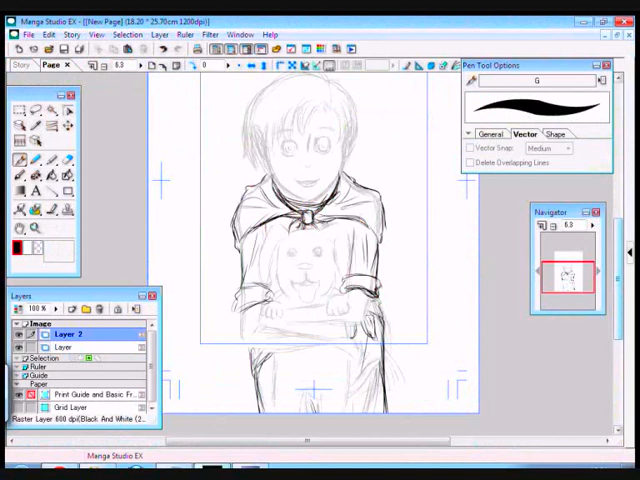 Manga Studio EX - [[New Page] (18.20 * 25.70cm 1200dpi)]
File Edit Story View Selection Layer Ruler Filter Window Help
Story Page 6.3 0
Pen Tool Options
G
General Vector Shape
Vector Snap: Medium
Delete Overlapping Lines
Navigator
6.3
Layers
100 %
Image
Layer 2
Layer
Selection
Ruler
Guide
Paper
Print Guide and Basic Fr...
Grid Layer
Raster Layer 600 dpi(Black And White (2...
Manga Studio EX